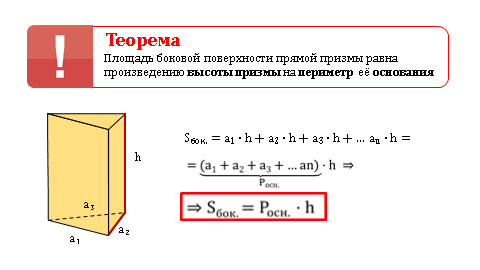 !
Теорема
Площадь боковой поверхности прямой призмы равна
произведению высоты призмы на периметр её основания
h
a₃
a₁
a₂
Sбок. = a₁ · h + a₂ · h + a₃ · h + ... aₙ · h =
= (a₁ + a₂ + a₃ + ... an) · h ⇒
Pосн.
⇒ Sбок. = Pосн. · h